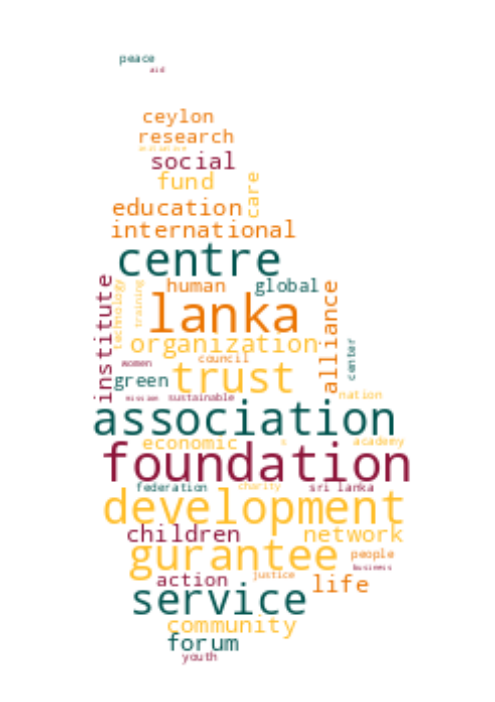 peace
aid
ceylon
research
initiative
social
fund
care
education
international
centre
human
global
institute
technology
training
lanka
alliance
organization
center
council
women
trust
green
nation
mission
sustainable
association
economic
academy
foundation
federation
charity
sri lanka
development
children
network
gurantee
people
business
action
justice
life
service
community
forum
youth